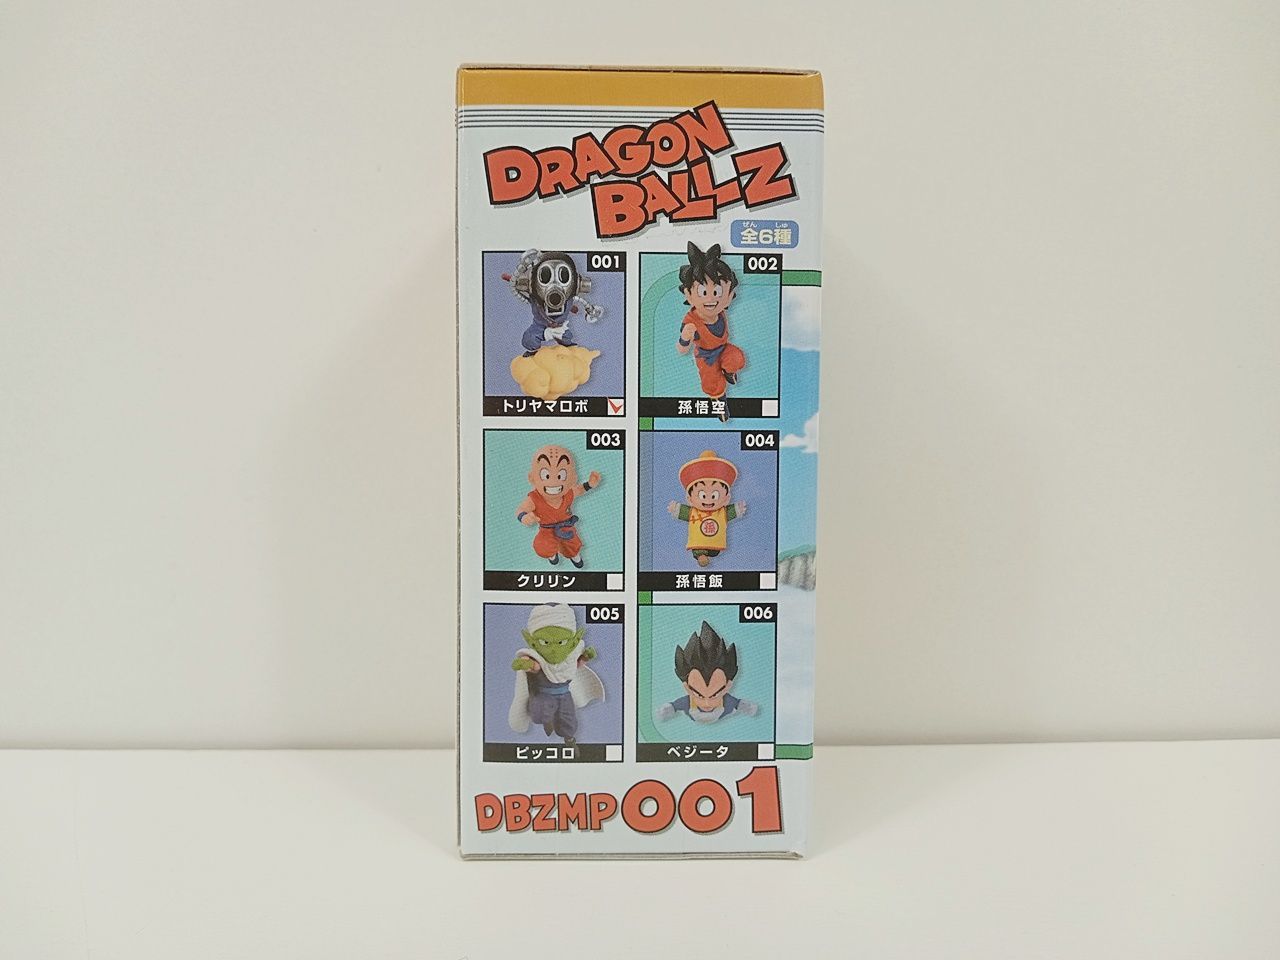 DRAGON
BALL Z
ぜん しゅ
全6種
001
002
トリヤマロボ
孫悟空
003
004
孫
クリリン
孫悟飯
005
006
ピッコロ
ベジータ
DBZMP001